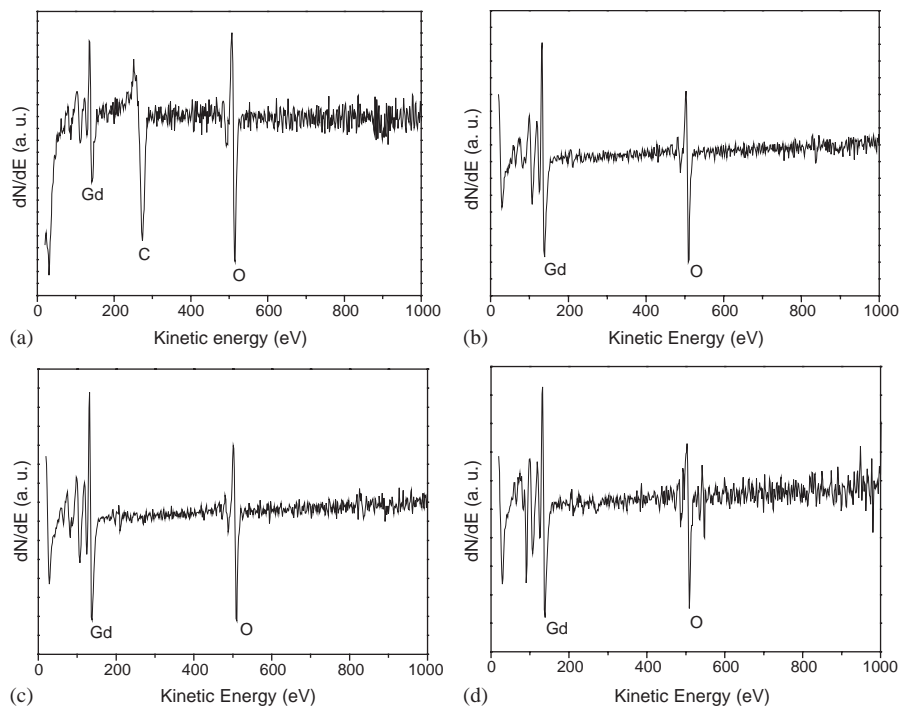 dN/dE (a. u.)
Gd
C
O
0 200 400 600 800 1000
(a)
Kinetic energy (eV)
dN/dE (a. u.)
Gd
O
0 200 400 600 800 1000
(b)
Kinetic Energy (eV)
dN/dE (a. u.)
Gd
O
0 200 400 600 800 1000
(c)
Kinetic Energy (eV)
dN/dE (a. u.)
Gd
O
0 200 400 600 800 1000
(d)
Kinetic Energy (eV)